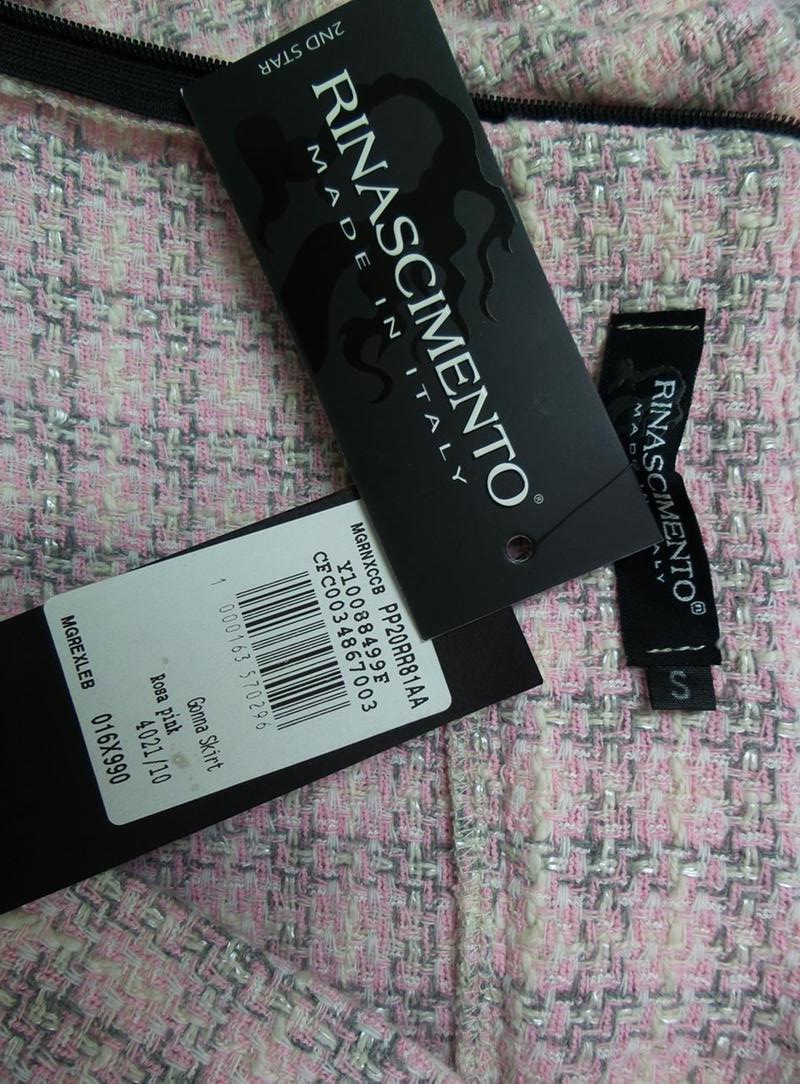 2ND STAR
RINASCIMENTO®
MADE IN ITALY
MGRNXCCB PP20RR81AA
Y10038499F
CFC0034867003
1 000163 570296
Gonna Skirt
Rosa pink
4021/10
MGREXLEB 016X990
RINASCIMENTO
S